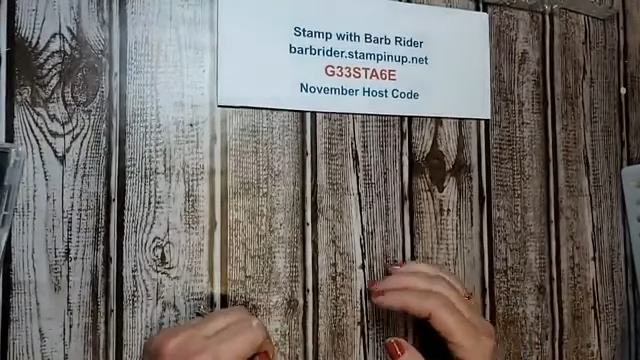 Stamp with Barb Rider
barbrider.stampinup.net
G33STA6E
November Host Code